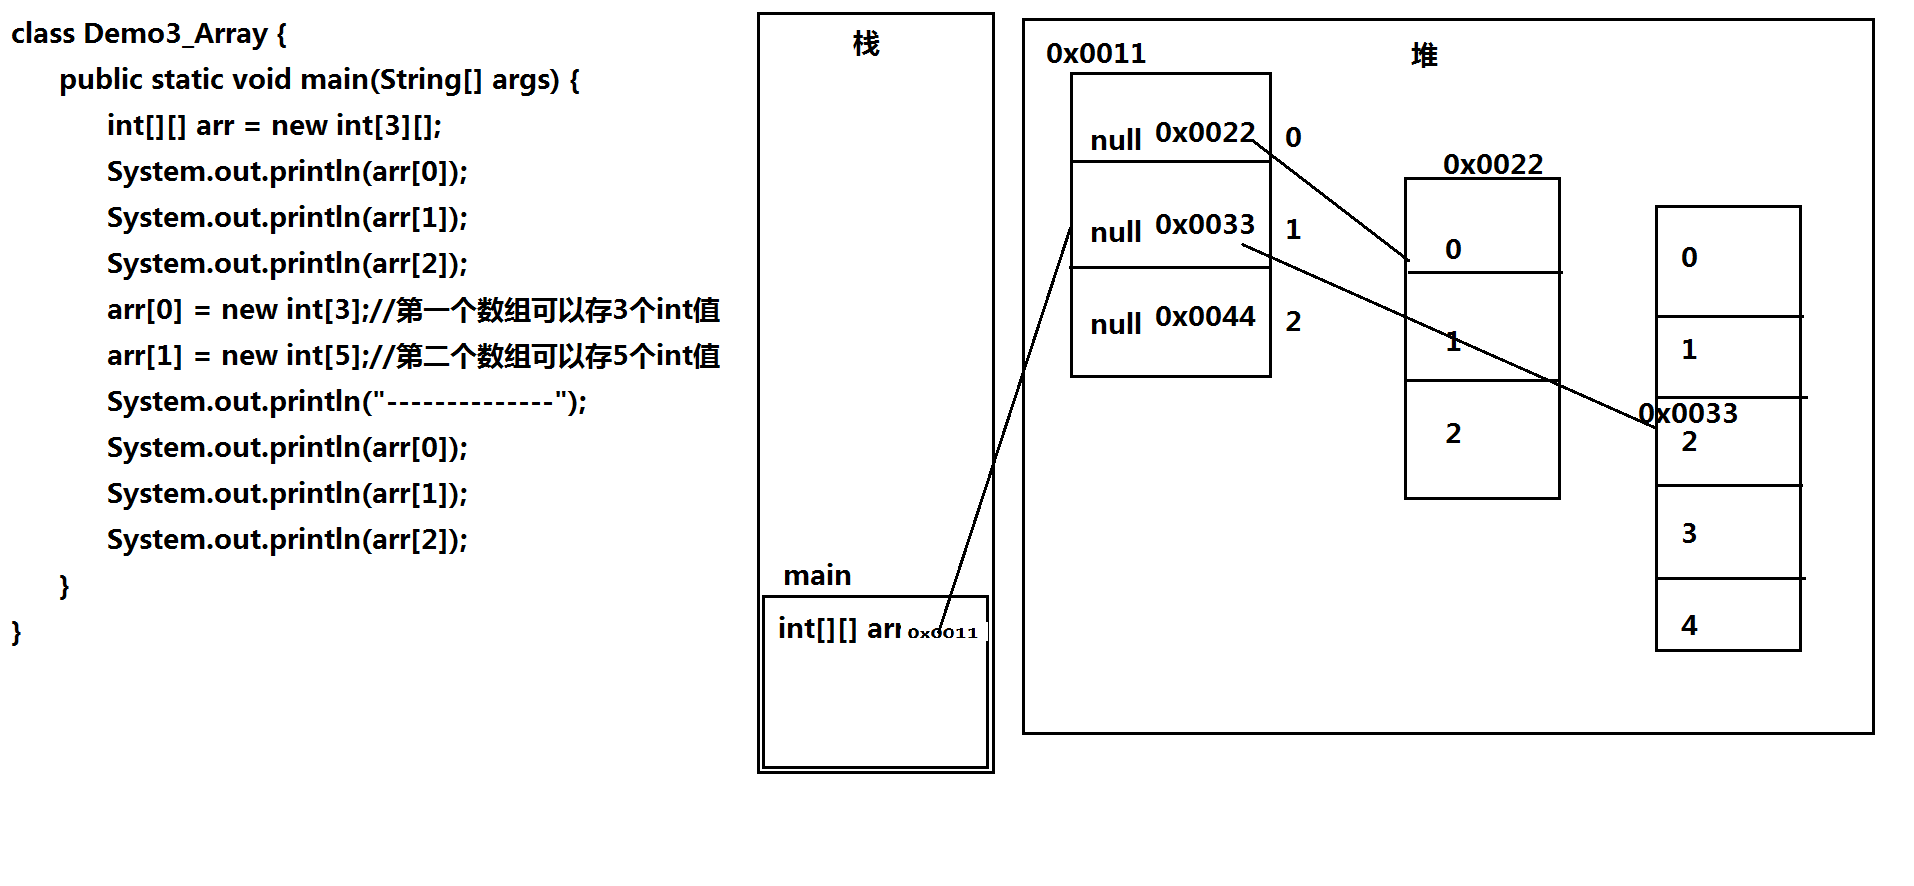 class Demo3_Array {
public static void main(String[] args) {
int[][] arr = new int[3][];
System.out.println(arr[0]);
System.out.println(arr[1]);
System.out.println(arr[2]);
arr[0] = new int[3];//第一个数组可以存3个int值
arr[1] = new int[5];//第二个数组可以存5个int值
System.out.println("--------------");
System.out.println(arr[0]);
System.out.println(arr[1]);
System.out.println(arr[2]);
}
}
栈
main
int[][] arr 0x0011
堆
0x0011
null 0x0022 0
null 0x0033 1
null 0x0044 2
0x0022
0
1
2
0
1
0x0033
2
3
4